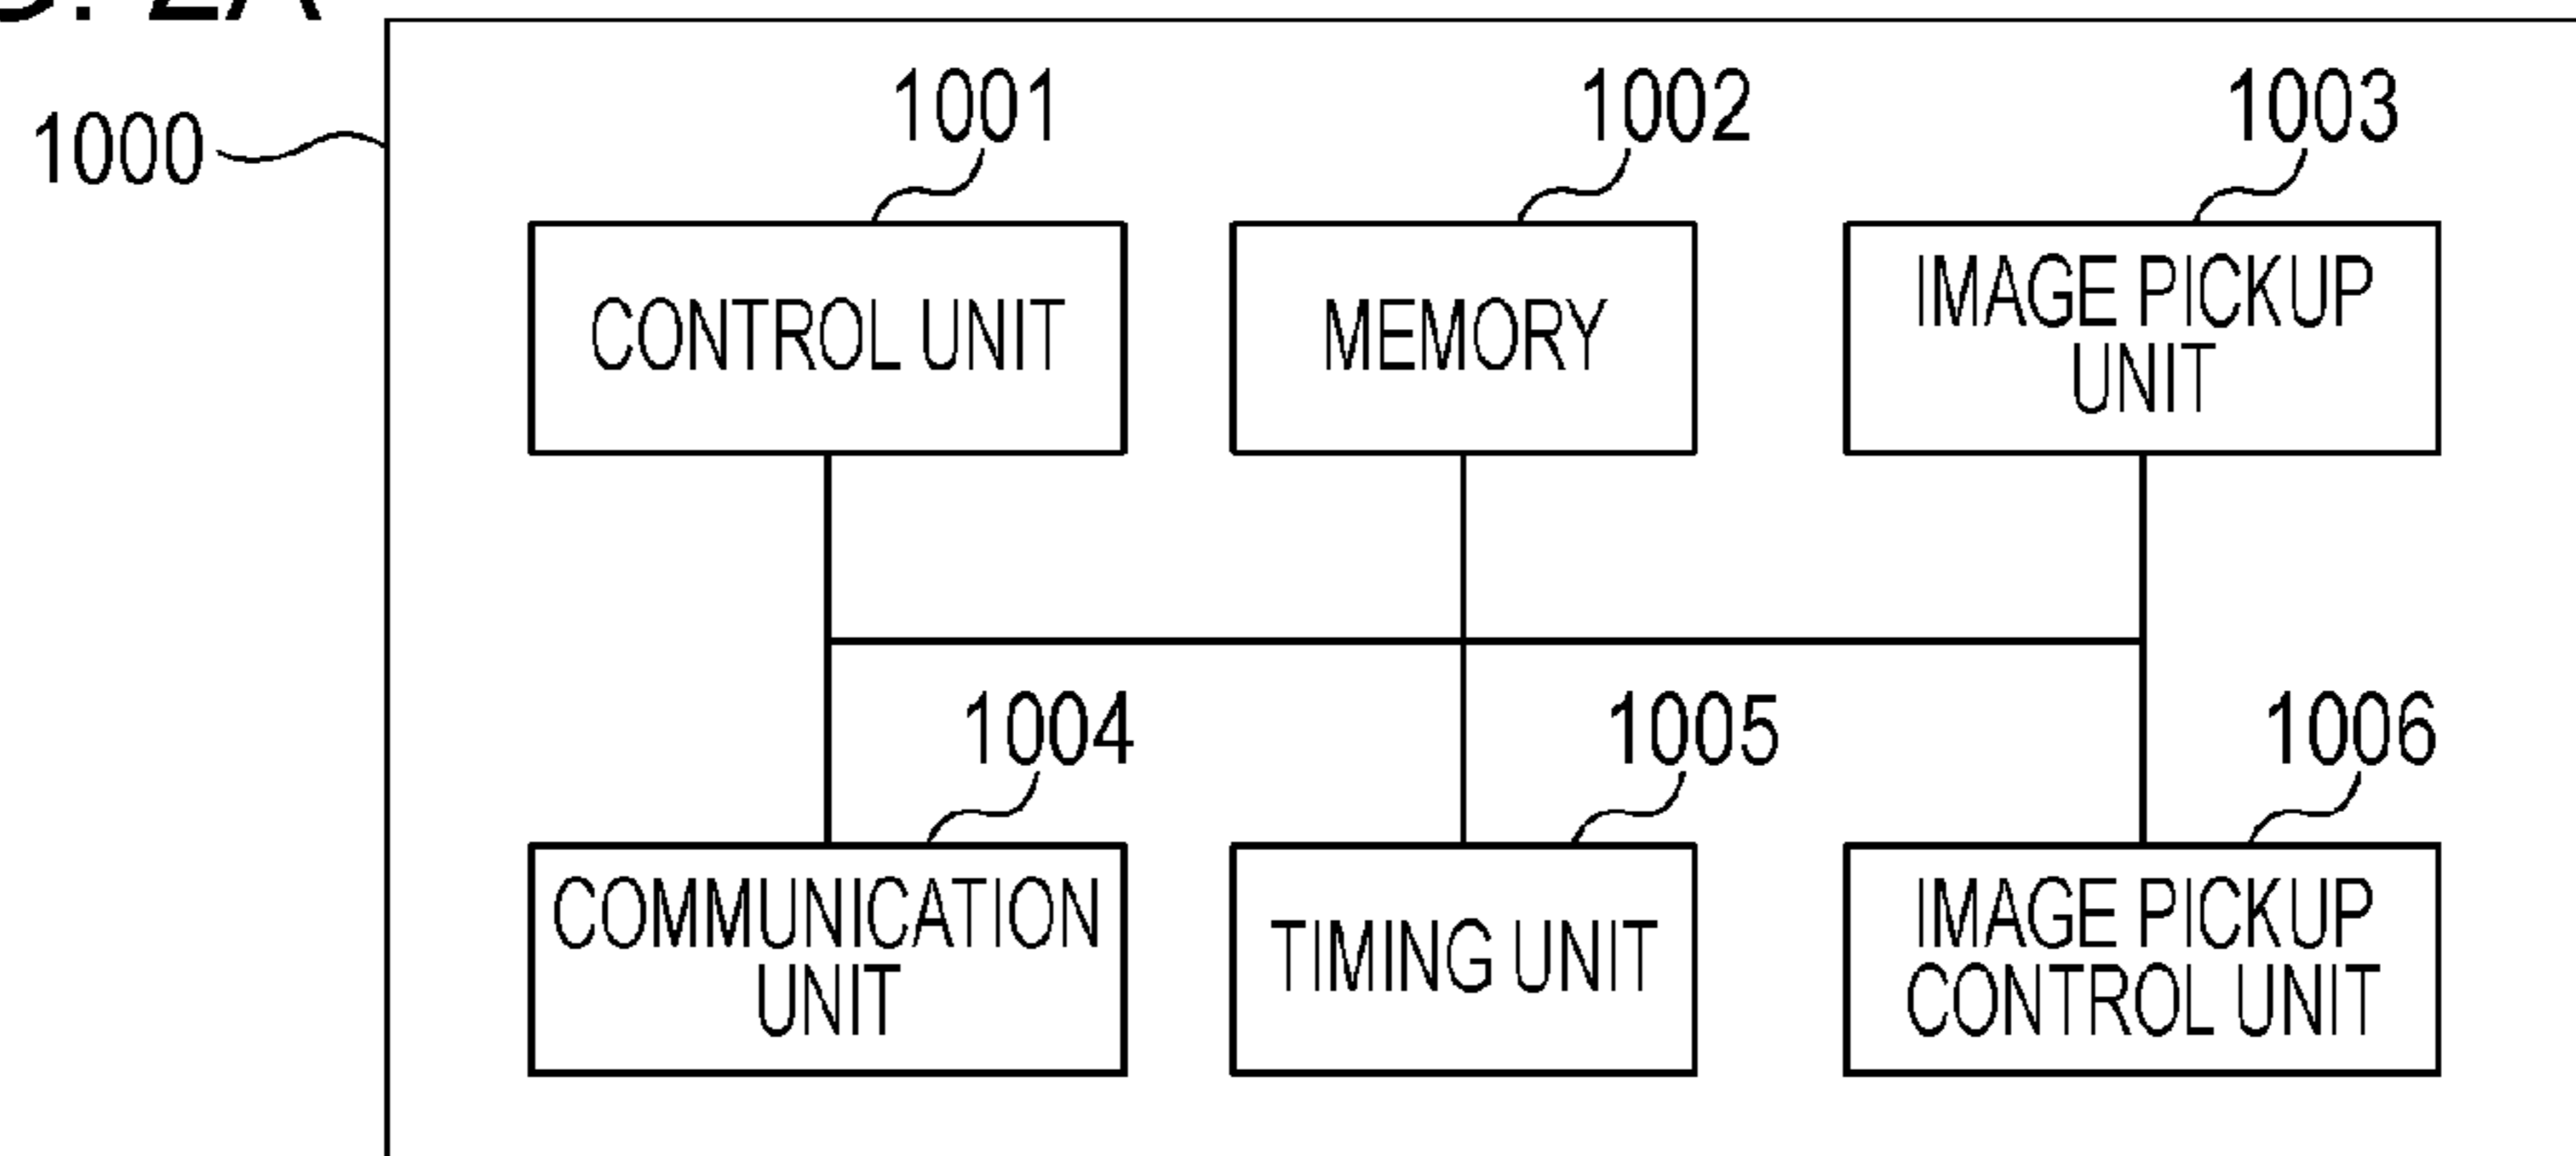 2A
1000
1001
1002
1003
CONTROL UNIT
MEMORY
IMAGE PICKUP
UNIT
1004
1005
1006
COMMUNICATION
UNIT
TIMING UNIT
IMAGE PICKUP
CONTROL UNIT